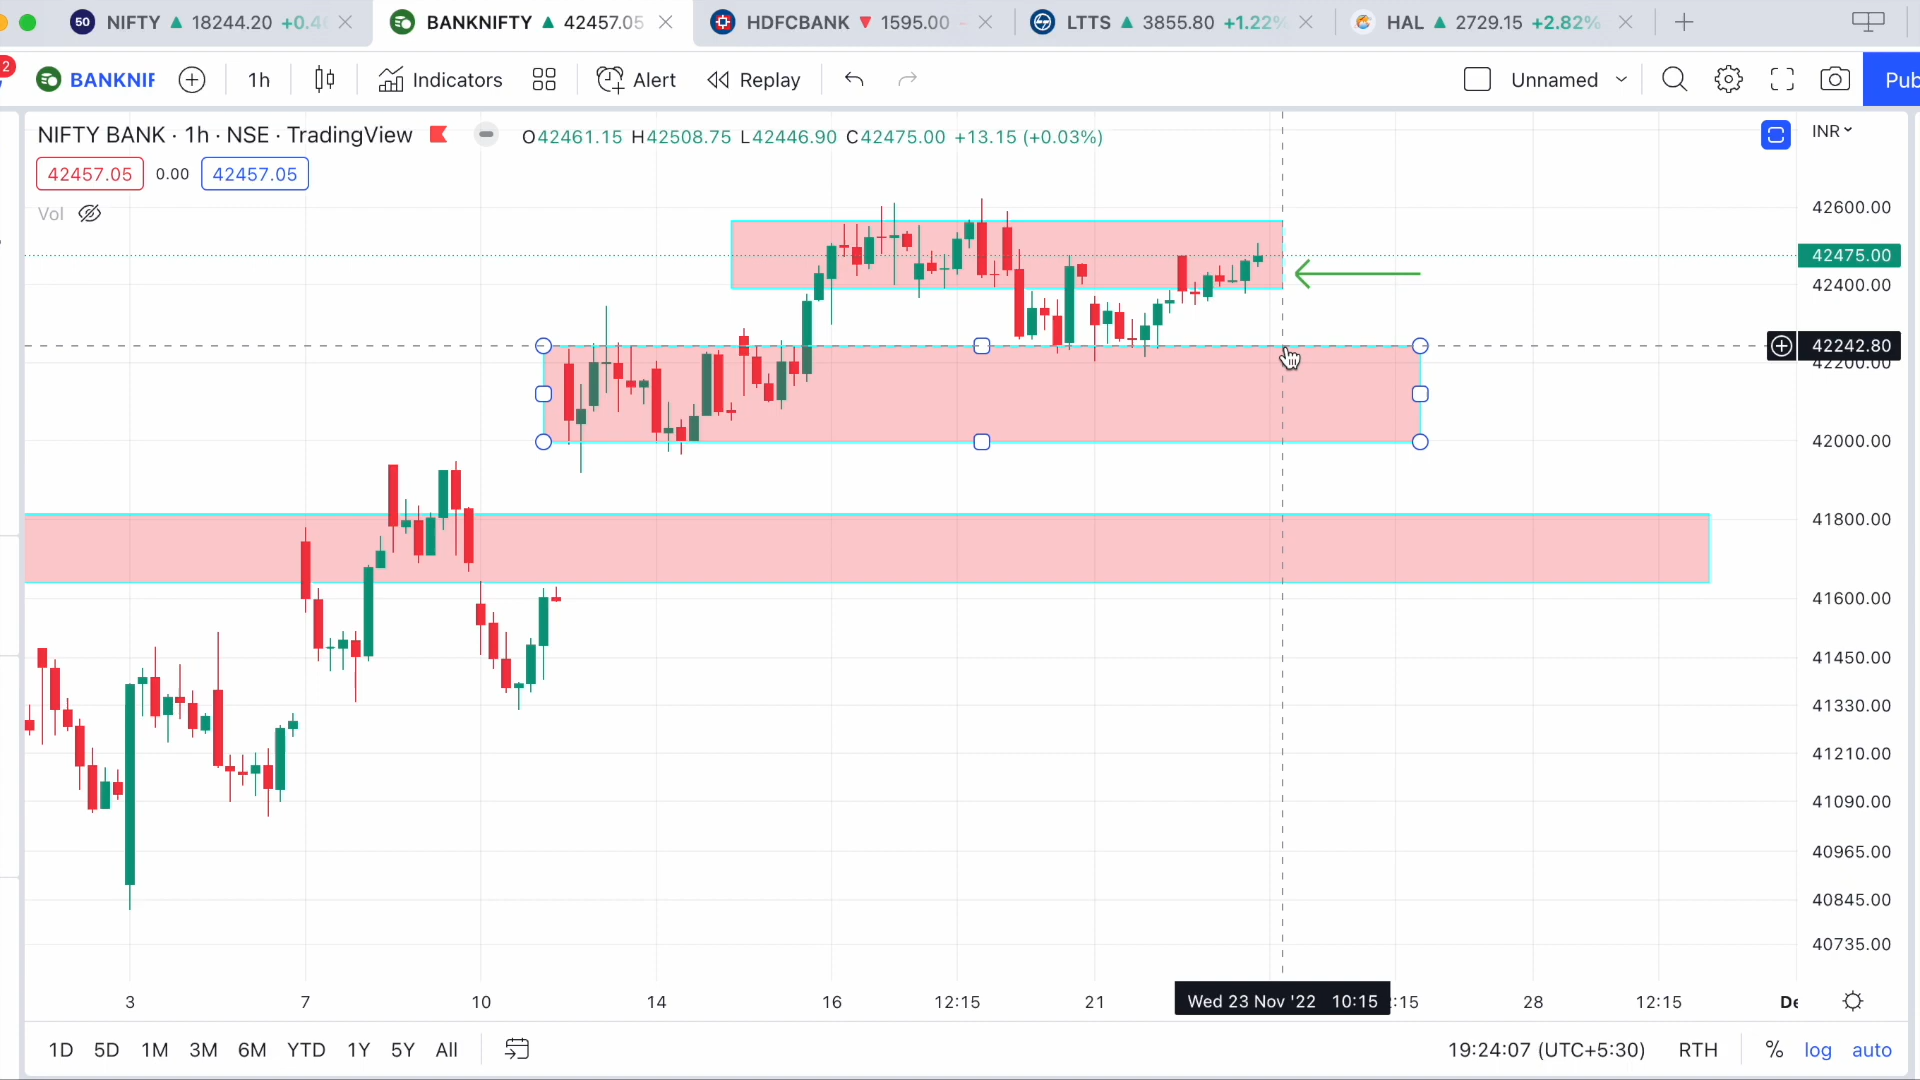 50 NIFTY 18244.20 +0.4
BANKNIFTY 42457.05
HDFCBANK 1595.00
LTTS 3855.80 +1.22%
HAL 2729.15 +2.82%
2
BANKNIF
1h
Indicators
Alert
Replay
Unnamed
Pub
NIFTY BANK · 1h · NSE · TradingView
O42461.15 H42508.75 L42446.90 C42475.00 +13.15 (+0.03%)
INR
42457.05 0.00 42457.05
Vol
42600.00
42475.00
42400.00
42242.80
42200.00
42000.00
41800.00
41600.00
41450.00
41330.00
41210.00
41090.00
40965.00
40845.00
40735.00
3 7 10 14 16 12:15 21 Wed 23 Nov '22 10:15 :15 28 12:15 De
1D 5D 1M 3M 6M YTD 1Y 5Y All
19:24:07 (UTC+5:30) RTH % log auto